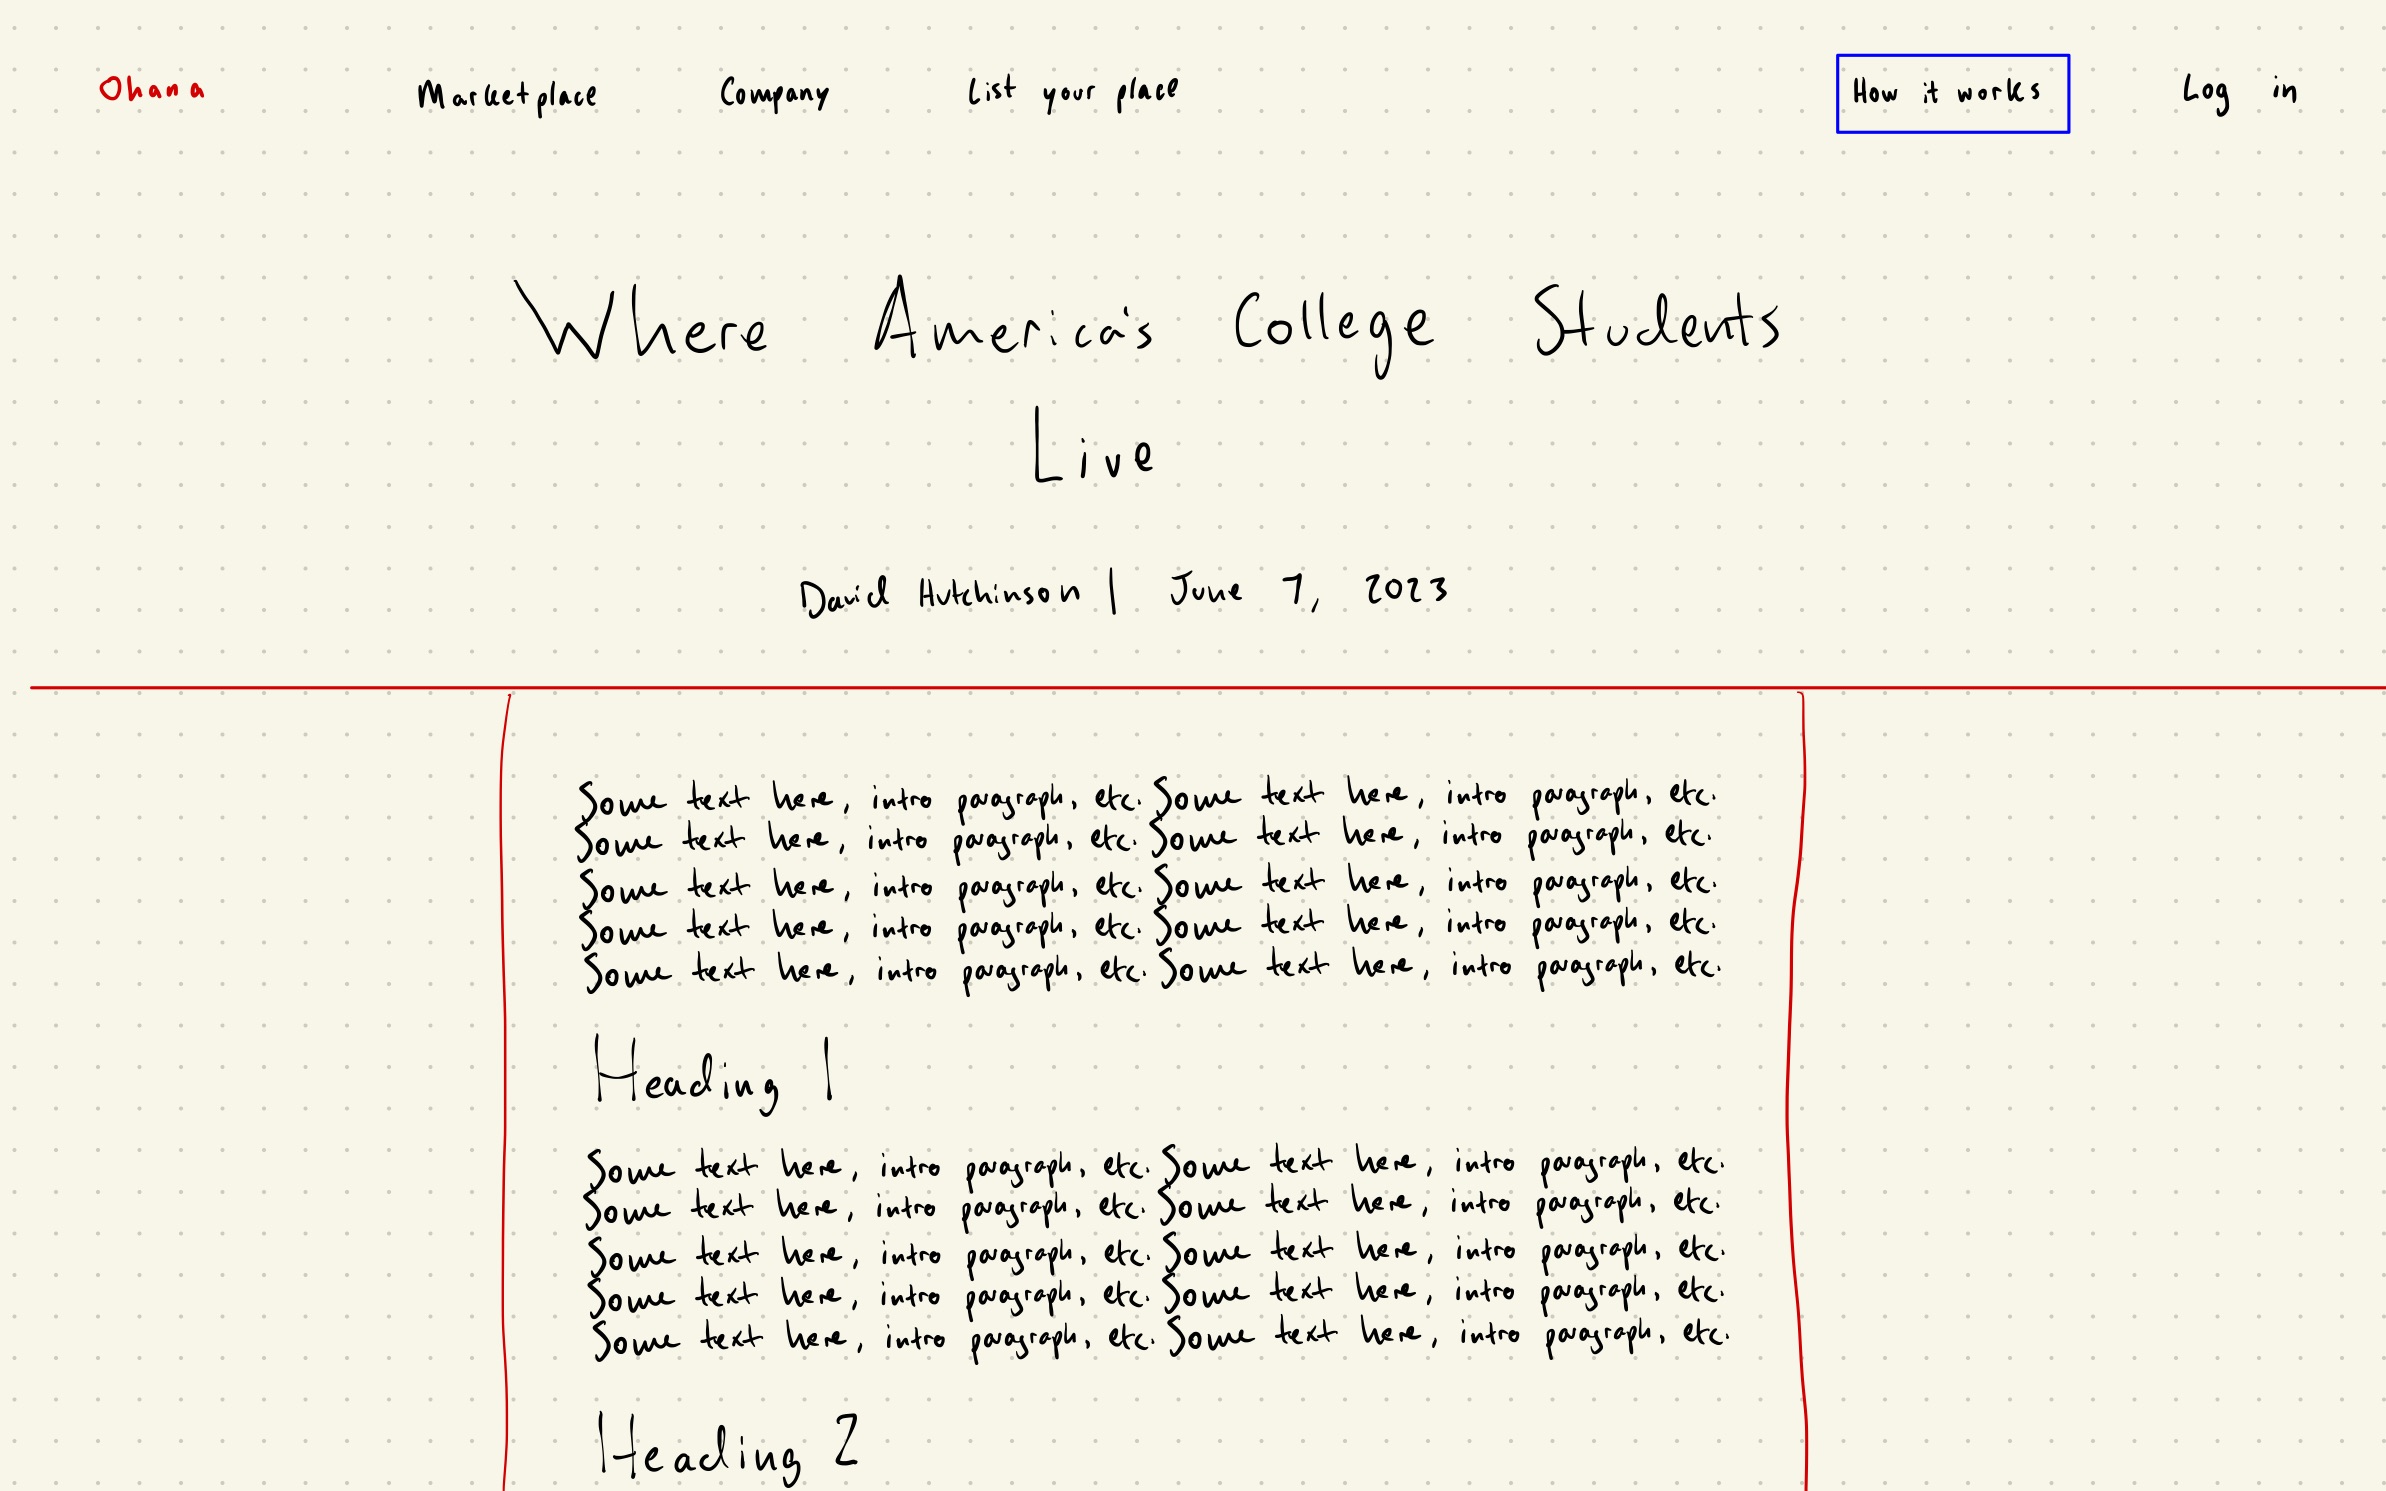 Ohana Marketplace Company List your place How it works Log in
Where America's College Students
Live
David Hutchinson | June 7, 2023
Some text here, intro paragraph, etc. Some text here, intro paragraph, etc.
Some text here, intro paragraph, etc. Some text here, intro paragraph, etc.
Some text here, intro paragraph, etc. Some text here, intro paragraph, etc.
Some text here, intro paragraph, etc. Some text here, intro paragraph, etc.
Some text here, intro paragraph, etc. Some text here, intro paragraph, etc.
Heading 1
Some text here, intro paragraph, etc. Some text here, intro paragraph, etc.
Some text here, intro paragraph, etc. Some text here, intro paragraph, etc.
Some text here, intro paragraph, etc. Some text here, intro paragraph, etc.
Some text here, intro paragraph, etc. Some text here, intro paragraph, etc.
Some text here, intro paragraph, etc. Some text here, intro paragraph, etc.
Heading 2